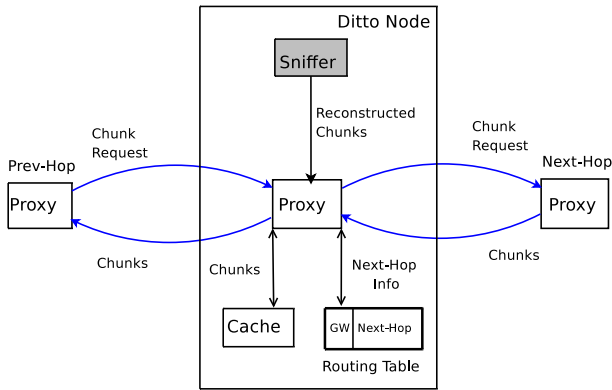 Ditto Node
Sniffer
Reconstructed
Chunks
Chunk
Request
Chunk
Request
Prev-Hop
Next-Hop
Proxy
Proxy
Proxy
Chunks
Chunks
Next-Hop
Info
Chunks
Cache
GW
Next-Hop
Routing Table